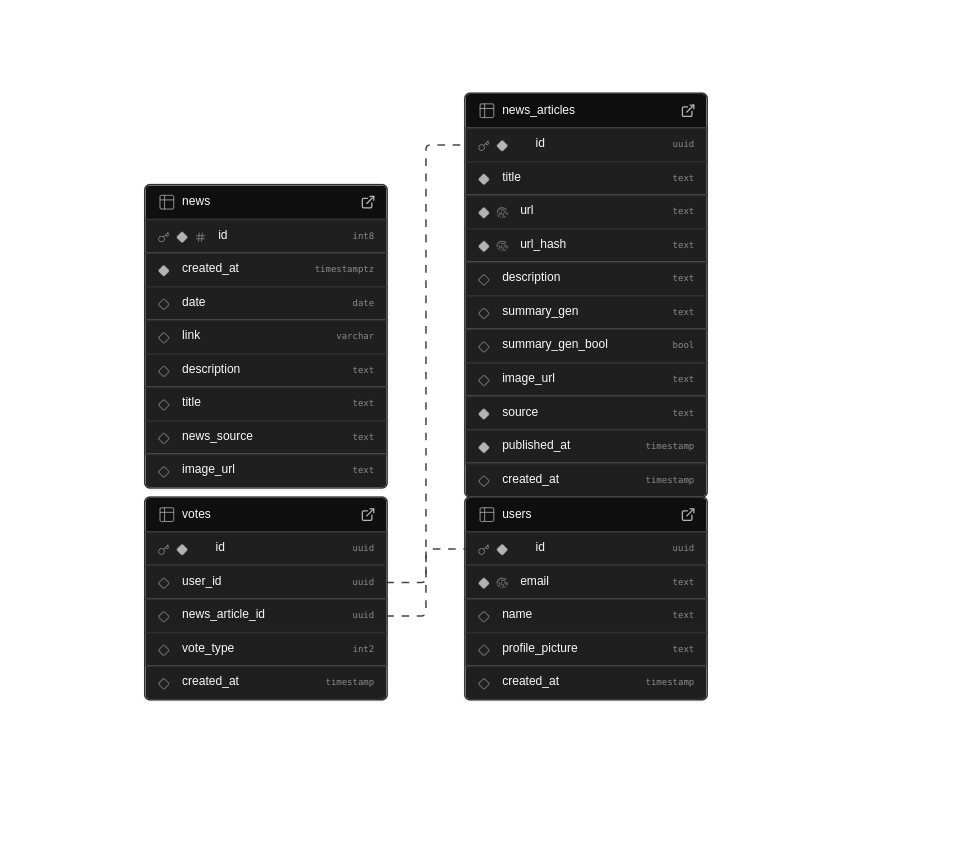 news_articles
id uuid
title text
url text
url_hash text
description text
summary_gen text
summary_gen_bool bool
image_url text
source text
published_at timestamp
created_at timestamp
news
id int8
created_at timestamptz
date date
link varchar
description text
title text
news_source text
image_url text
votes
id uuid
user_id uuid
news_article_id uuid
vote_type int2
created_at timestamp
users
id uuid
email text
name text
profile_picture text
created_at timestamp